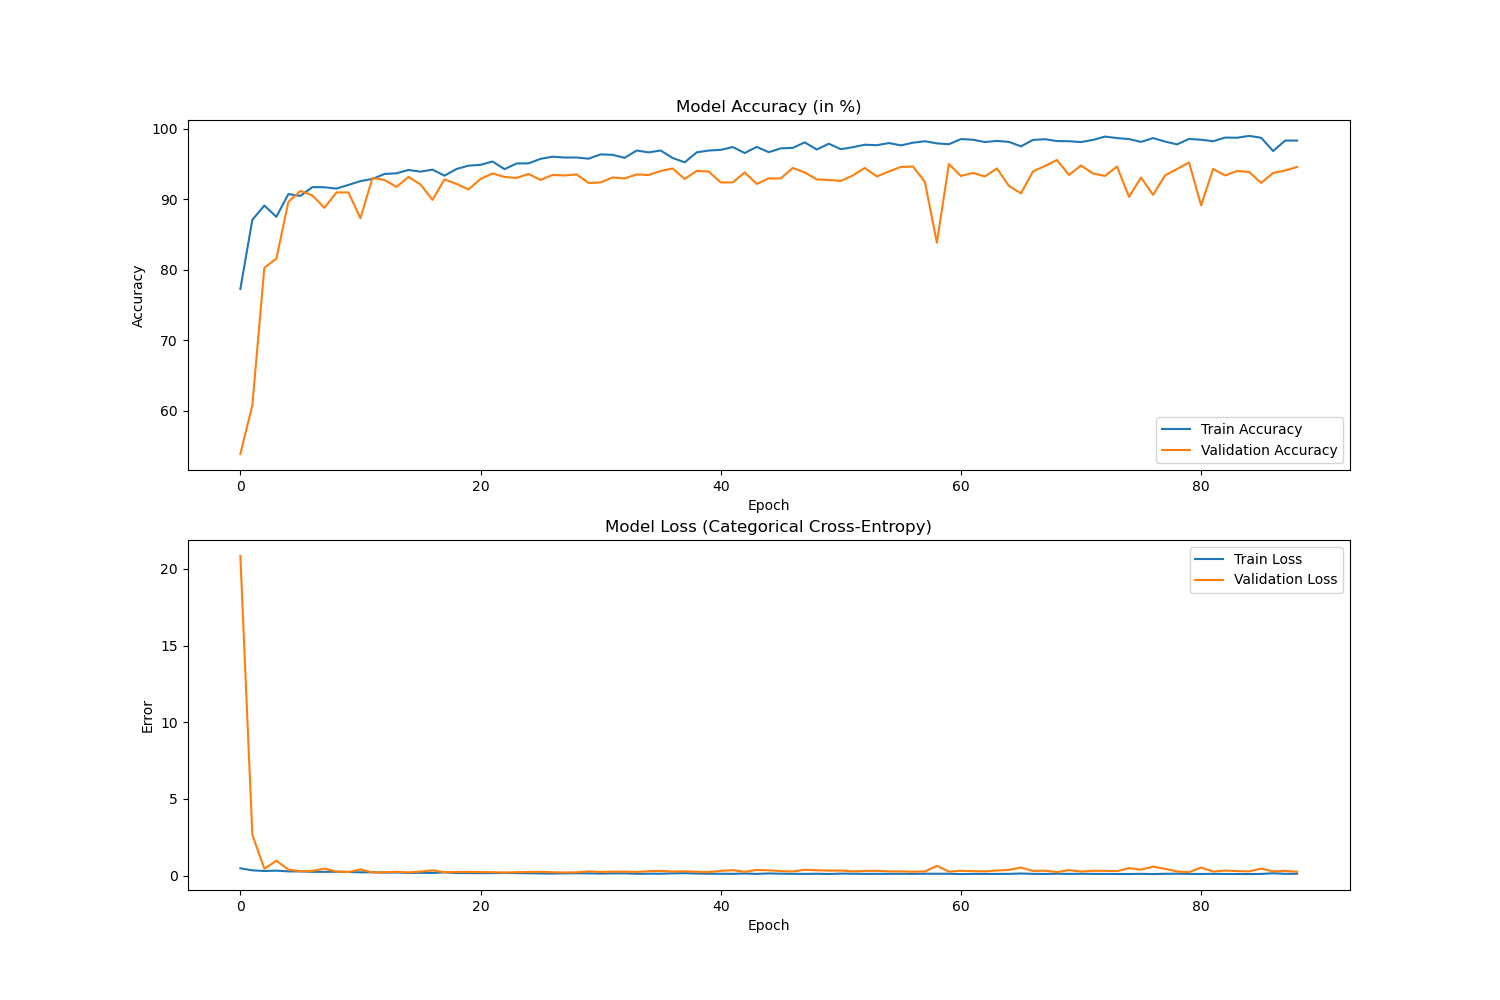 Model Accuracy (in %)
100
90
80
70
60
Accuracy
Train Accuracy
Validation Accuracy
0 20 40 60 80
Epoch
Model Loss (Categorical Cross-Entropy)
20
15
10
5
0
Error
Train Loss
Validation Loss
0 20 40 60 80
Epoch